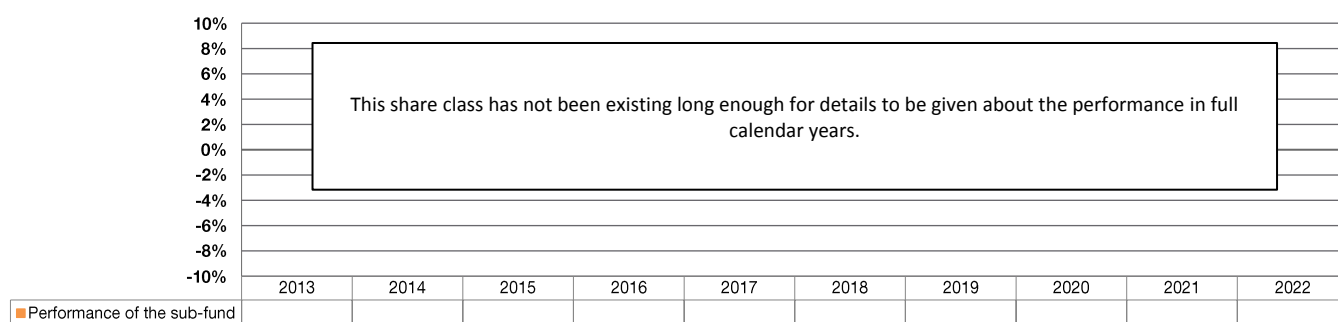 10%
8%
6%
4%
2%
0%
-2%
-4%
-6%
-8%
-10%
This share class has not been existing long enough for details to be given about the performance in full
calendar years.
2013 2014 2015 2016 2017 2018 2019 2020 2021 2022
Performance of the sub-fund